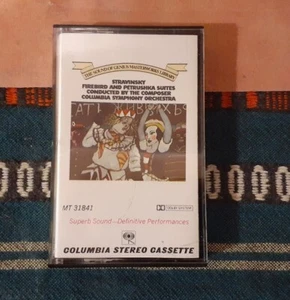 THE SOUND OF GENIUS MASTERWORKS LIBRARY
STRAVINSKY
FIREBIRD AND PETRUSHKA SUITES
CONDUCTED BY THE COMPOSER
COLUMBIA SYMPHONY ORCHESTRA
MT 31841
Superb Sound—Definitive Performances
COLUMBIA STEREO CASSETTE